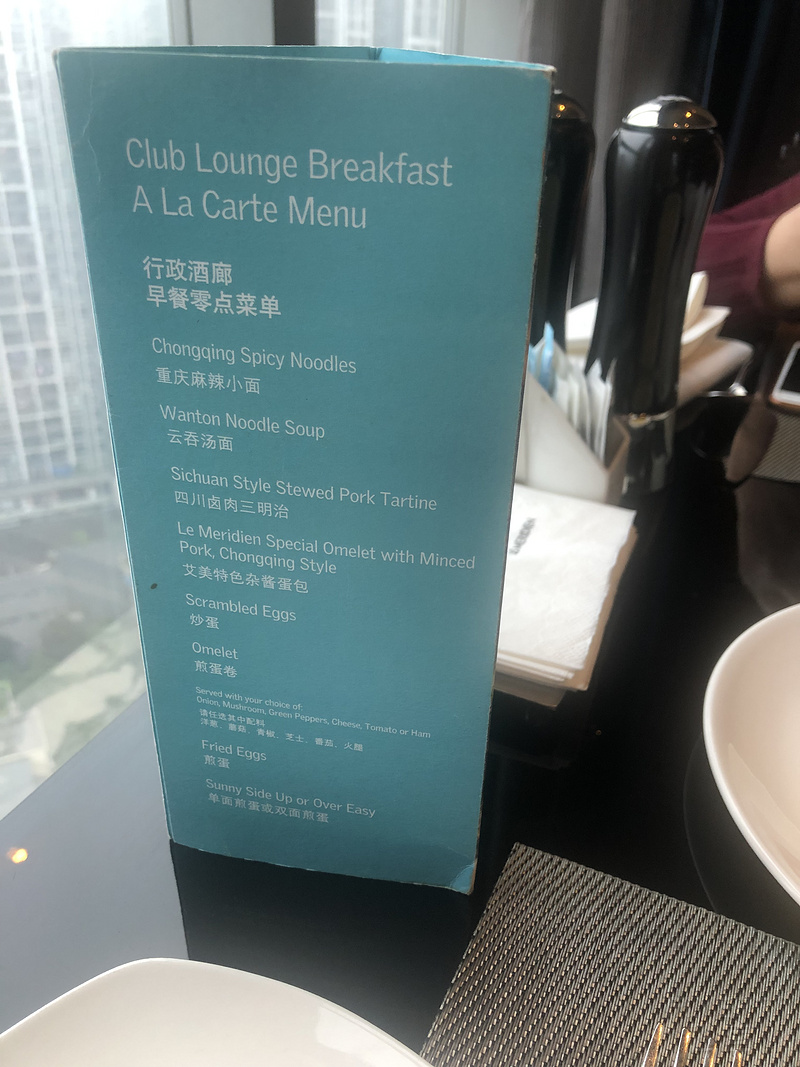 Club Lounge Breakfast
A La Carte Menu
行政酒廊
早餐零点菜单
Chongqing Spicy Noodles
重庆麻辣小面
Wanton Noodle Soup
云吞汤面
Sichuan Style Stewed Pork Tartine
四川卤肉三明治
Le Meridien Special Omelet with Minced
Pork, Chongqing Style
艾美特色杂酱蛋包
Scrambled Eggs
炒蛋
Omelet
煎蛋卷
Served with your choice of:
Onion, Mushroom, Green Peppers, Cheese, Tomato or Ham
请任选其中配料
洋葱、蘑菇、青椒、芝士、番茄、火腿
Fried Eggs
煎蛋
Sunny Side Up or Over Easy
单面煎蛋或双面煎蛋